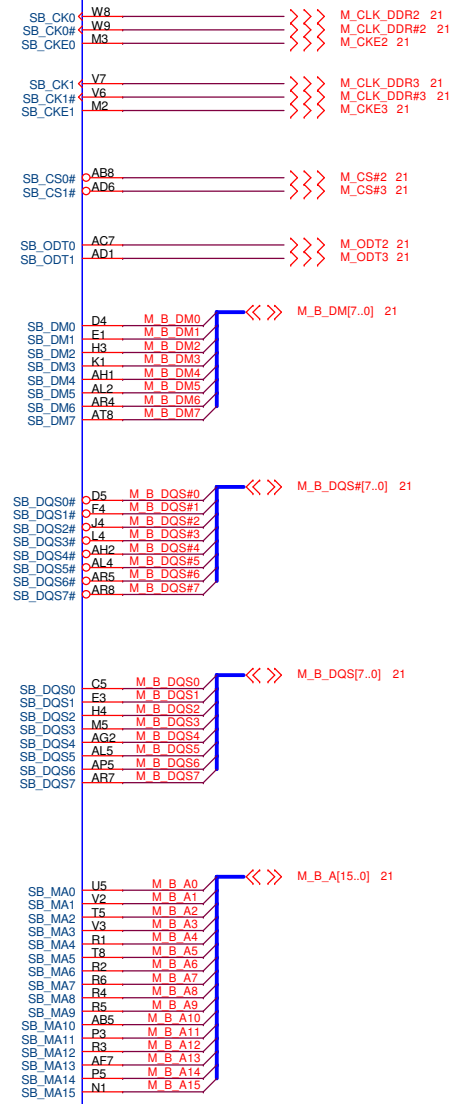 SB_CK0 W8 M_CLK_DDR2 21
SB_CK0# W9 M_CLK_DDR#2 21
SB_CKE0 M3 M_CKE2 21
SB_CK1 V7 M_CLK_DDR3 21
SB_CK1# V6 M_CLK_DDR#3 21
SB_CKE1 M2 M_CKE3 21
SB_CS0# AB8 M_CS#2 21
SB_CS1# AD6 M_CS#3 21
SB_ODT0 AC7 M_ODT2 21
SB_ODT1 AD1 M_ODT3 21
M_B_DM[7..0] 21
SB_DM0 D4 M_B_DM0
SB_DM1 E1 M_B_DM1
SB_DM2 H3 M_B_DM2
SB_DM3 K1 M_B_DM3
SB_DM4 AH1 M_B_DM4
SB_DM5 AL2 M_B_DM5
SB_DM6 AR4 M_B_DM6
SB_DM7 AT8 M_B_DM7
M_B_DQS#[7..0] 21
SB_DQS0# D5 M_B_DQS#0
SB_DQS1# F4 M_B_DQS#1
SB_DQS2# J4 M_B_DQS#2
SB_DQS3# L4 M_B_DQS#3
SB_DQS4# AH2 M_B_DQS#4
SB_DQS5# AL4 M_B_DQS#5
SB_DQS6# AR5 M_B_DQS#6
SB_DQS7# AR8 M_B_DQS#7
M_B_DQS[7..0] 21
SB_DQS0 C5 M_B_DQS0
SB_DQS1 E3 M_B_DQS1
SB_DQS2 H4 M_B_DQS2
SB_DQS3 M5 M_B_DQS3
SB_DQS4 AG2 M_B_DQS4
SB_DQS5 AL5 M_B_DQS5
SB_DQS6 AP5 M_B_DQS6
SB_DQS7 AR7 M_B_DQS7
M_B_A[15..0] 21
SB_MA0 U5 M_B_A0
SB_MA1 V2 M_B_A1
SB_MA2 T5 M_B_A2
SB_MA3 V3 M_B_A3
SB_MA4 R1 M_B_A4
SB_MA5 T8 M_B_A5
SB_MA6 R2 M_B_A6
SB_MA7 R6 M_B_A7
SB_MA8 R4 M_B_A8
SB_MA9 R5 M_B_A9
SB_MA10 AB5 M_B_A10
SB_MA11 P3 M_B_A11
SB_MA12 R3 M_B_A12
SB_MA13 AF7 M_B_A13
SB_MA14 P5 M_B_A14
SB_MA15 N1 M_B_A15